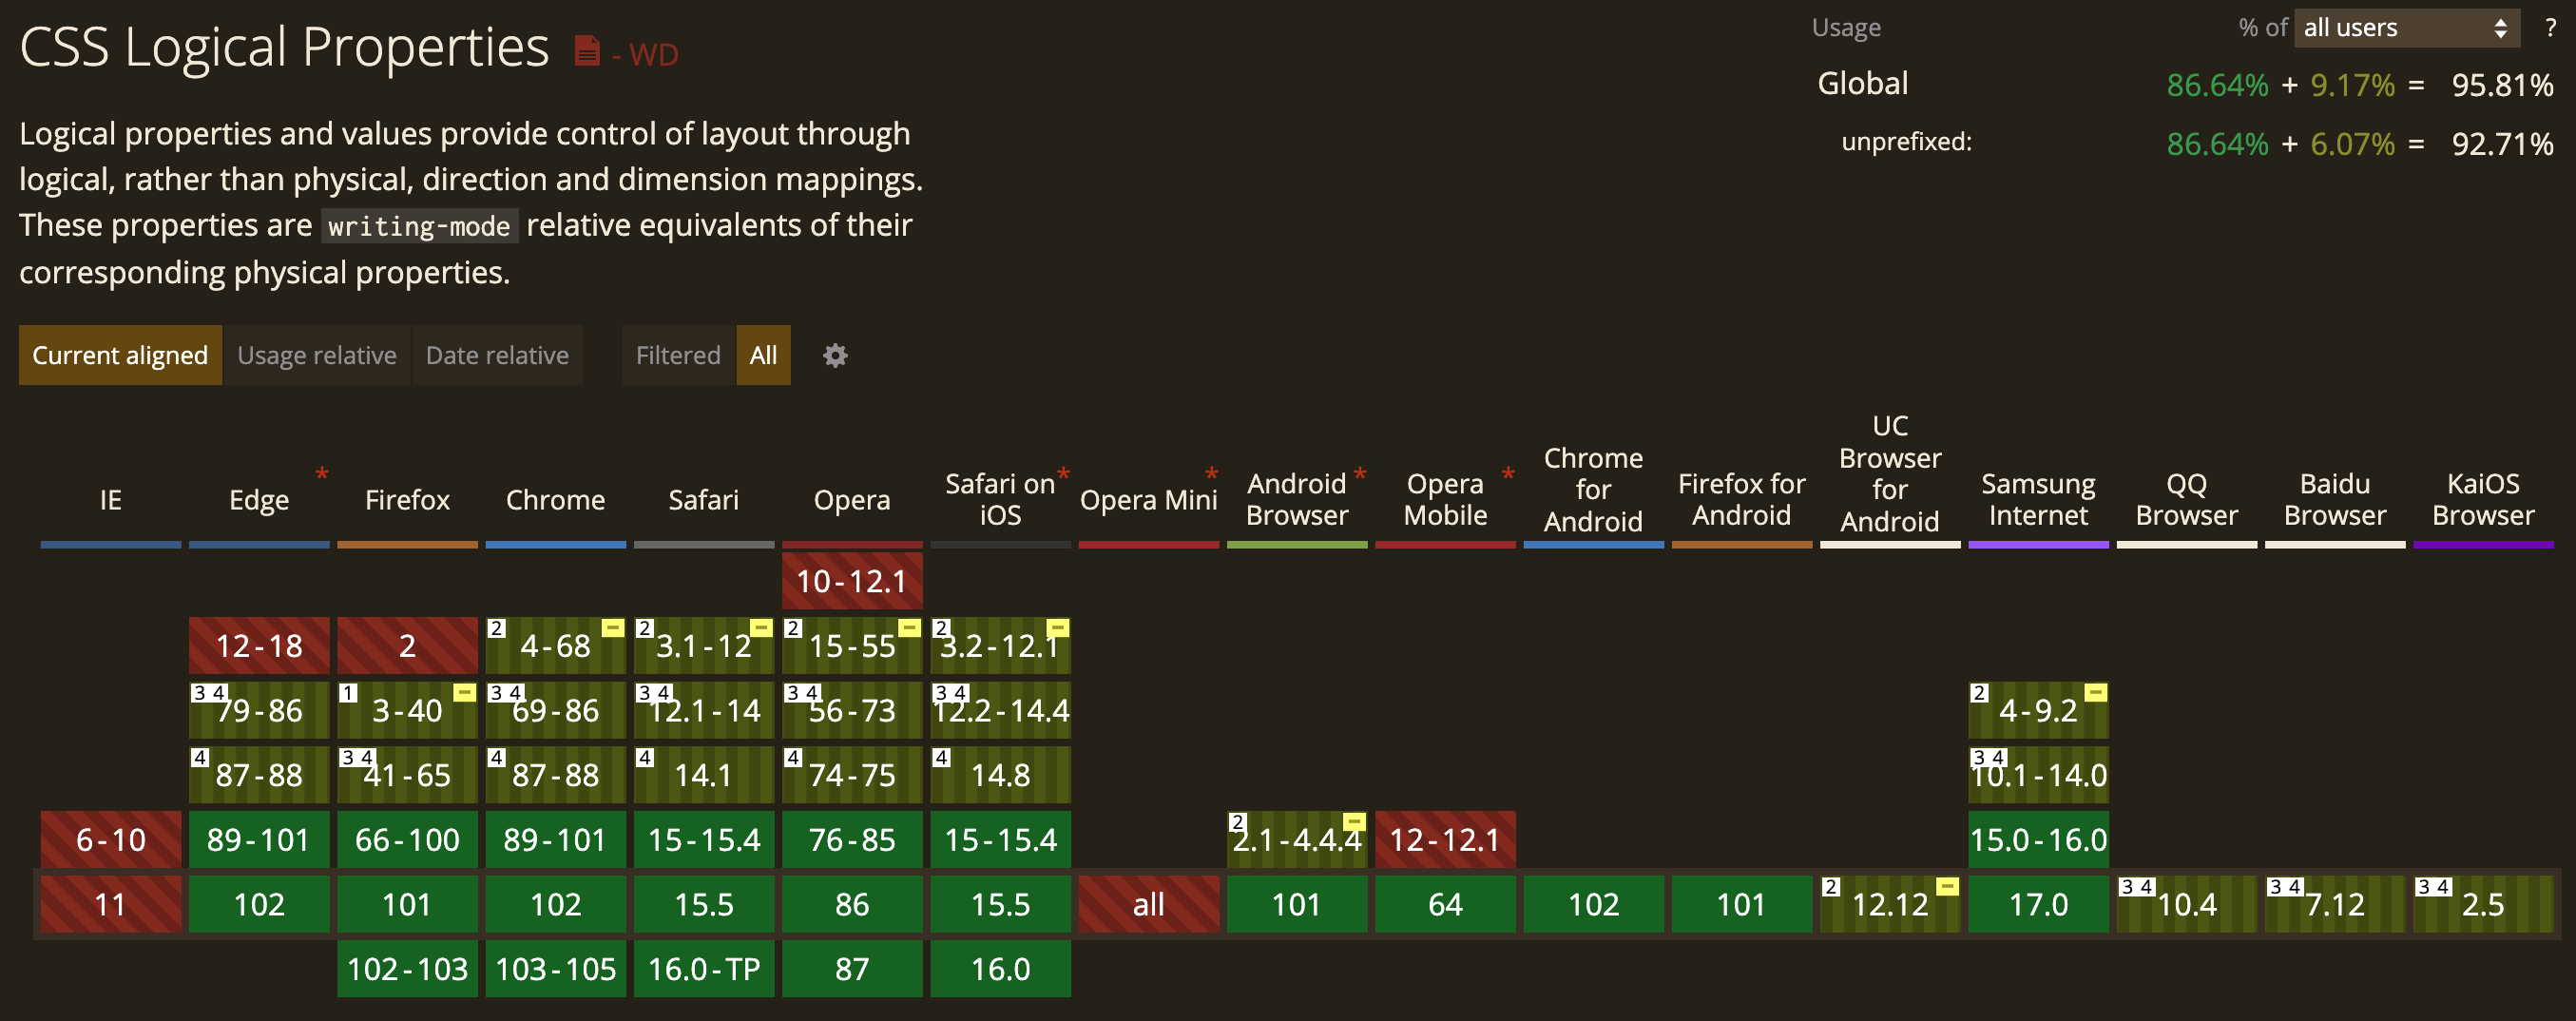 CSS Logical Properties - WD
Usage % of all users ?
Global 86.64% + 9.17% = 95.81%
unprefixed: 86.64% + 6.07% = 92.71%
Logical properties and values provide control of layout through
logical, rather than physical, direction and dimension mappings.
These properties are writing-mode relative equivalents of their
corresponding physical properties.
Current aligned Usage relative Date relative Filtered All
IE
Edge *
Firefox
Chrome
Safari
Opera
Safari on *
iOS
Opera Mini *
Android *
Browser
Opera *
Mobile
Chrome
for
Android
Firefox for
Android
UC
Browser
for
Android
Samsung
Internet
QQ
Browser
Baidu
Browser
KaiOS
Browser
10-12.1
12-18 2 2 4-68 2 3.1-12 2 15-55 2 3.2-12.1
3 4 79-86 1 3-40 3 4 69-86 3 4 12.1-14 3 4 56-73 3 4 12.2-14.4 2 4-9.2
4 87-88 3 4 41-65 4 87-88 4 14.1 4 74-75 4 14.8 3 4 10.1-14.0
6-10 89-101 66-100 89-101 15-15.4 76-85 15-15.4 2 2.1-4.4.4 12-12.1 15.0-16.0
11 102 101 102 15.5 86 15.5 all 101 64 102 101 2 12.12 17.0 3 4 10.4 3 4 7.12 3 4 2.5
102-103 103-105 16.0-TP 87 16.0